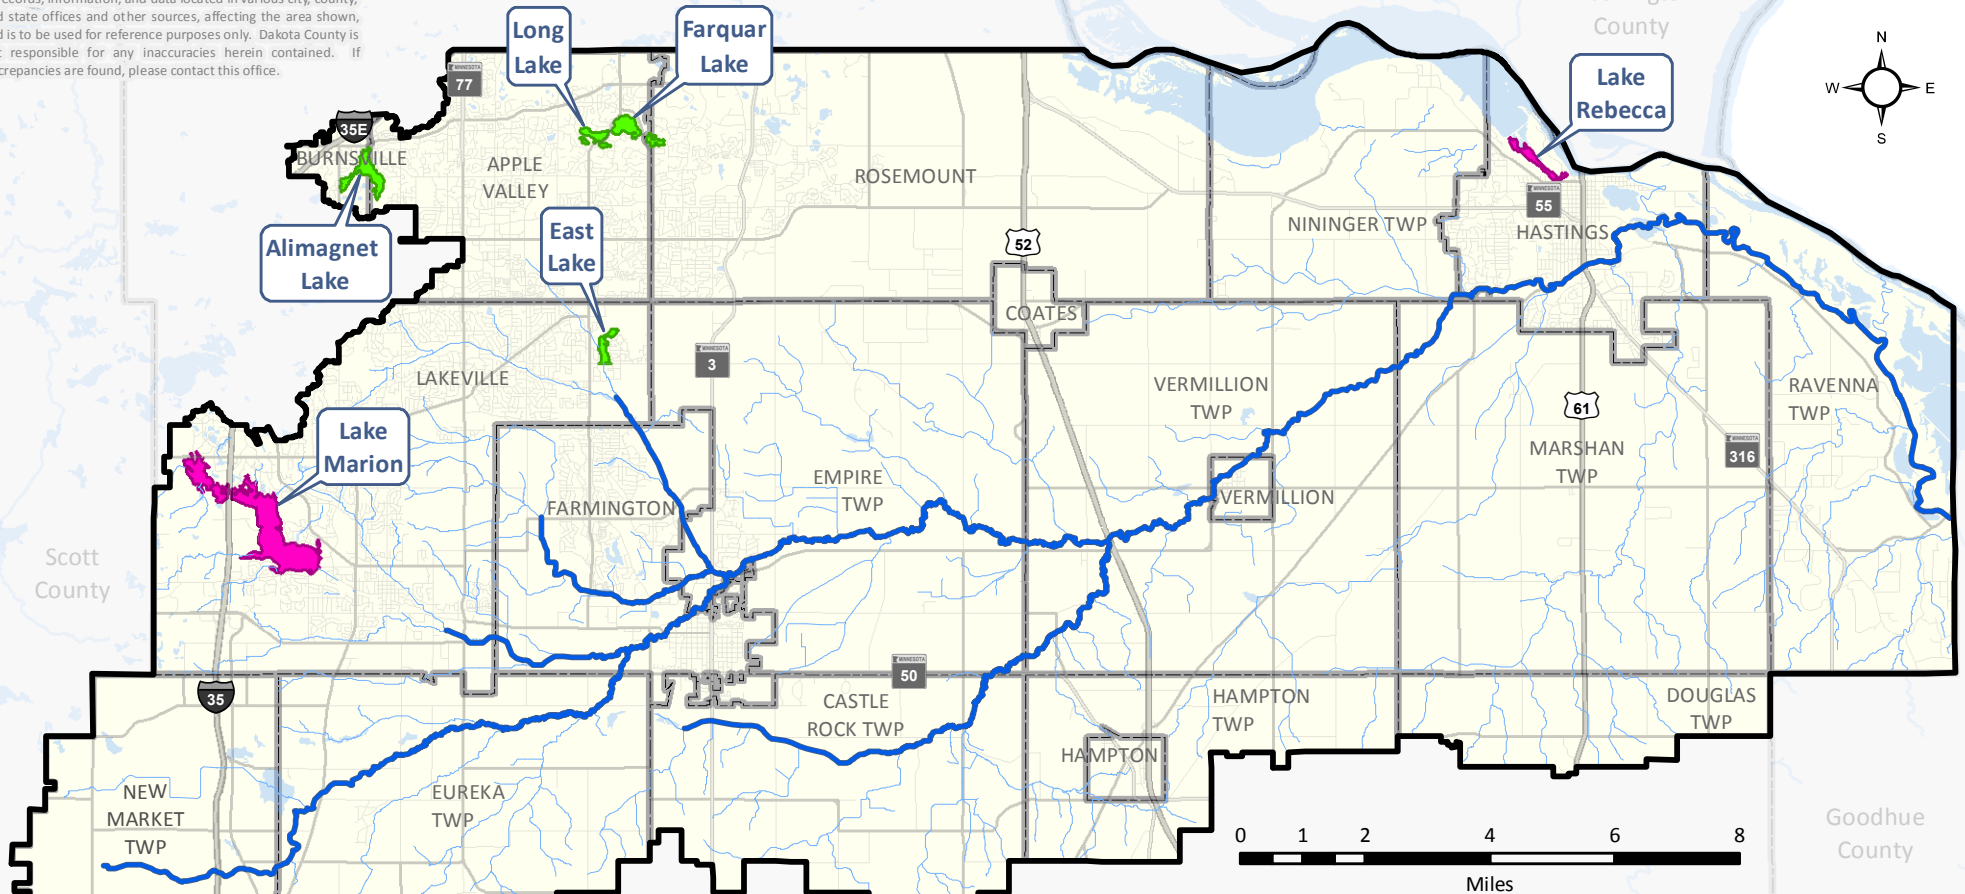 records, information, and data located in various city, county,
d state offices and other sources, affecting the area shown,
d is to be used for reference purposes only. Dakota County is
t responsible for any inaccuracies herein contained. If
crepancies are found, please contact this office.
County
Long
Lake
Farquar
Lake
Lake
Rebecca
N
W
E
S
MINNESOTA
77
35E
BURNSVILLE
APPLE
VALLEY
ROSEMOUNT
NININGER TWP
MINNESOTA
55
HASTINGS
Alimagnet
Lake
East
Lake
52
COATES
MINNESOTA
3
LAKEVILLE
VERMILLION
TWP
61
RAVENNA
TWP
Lake
Marion
MARSHAN
TWP
MINNESOTA
316
EMPIRE
TWP
FARMINGTON
VERMILLION
Scott
County
35
MINNESOTA
50
CASTLE
ROCK TWP
HAMPTON
TWP
DOUGLAS
TWP
HAMPTON
NEW
MARKET
TWP
EUREKA
TWP
Goodhue
County
0 1 2 4 6 8
Miles